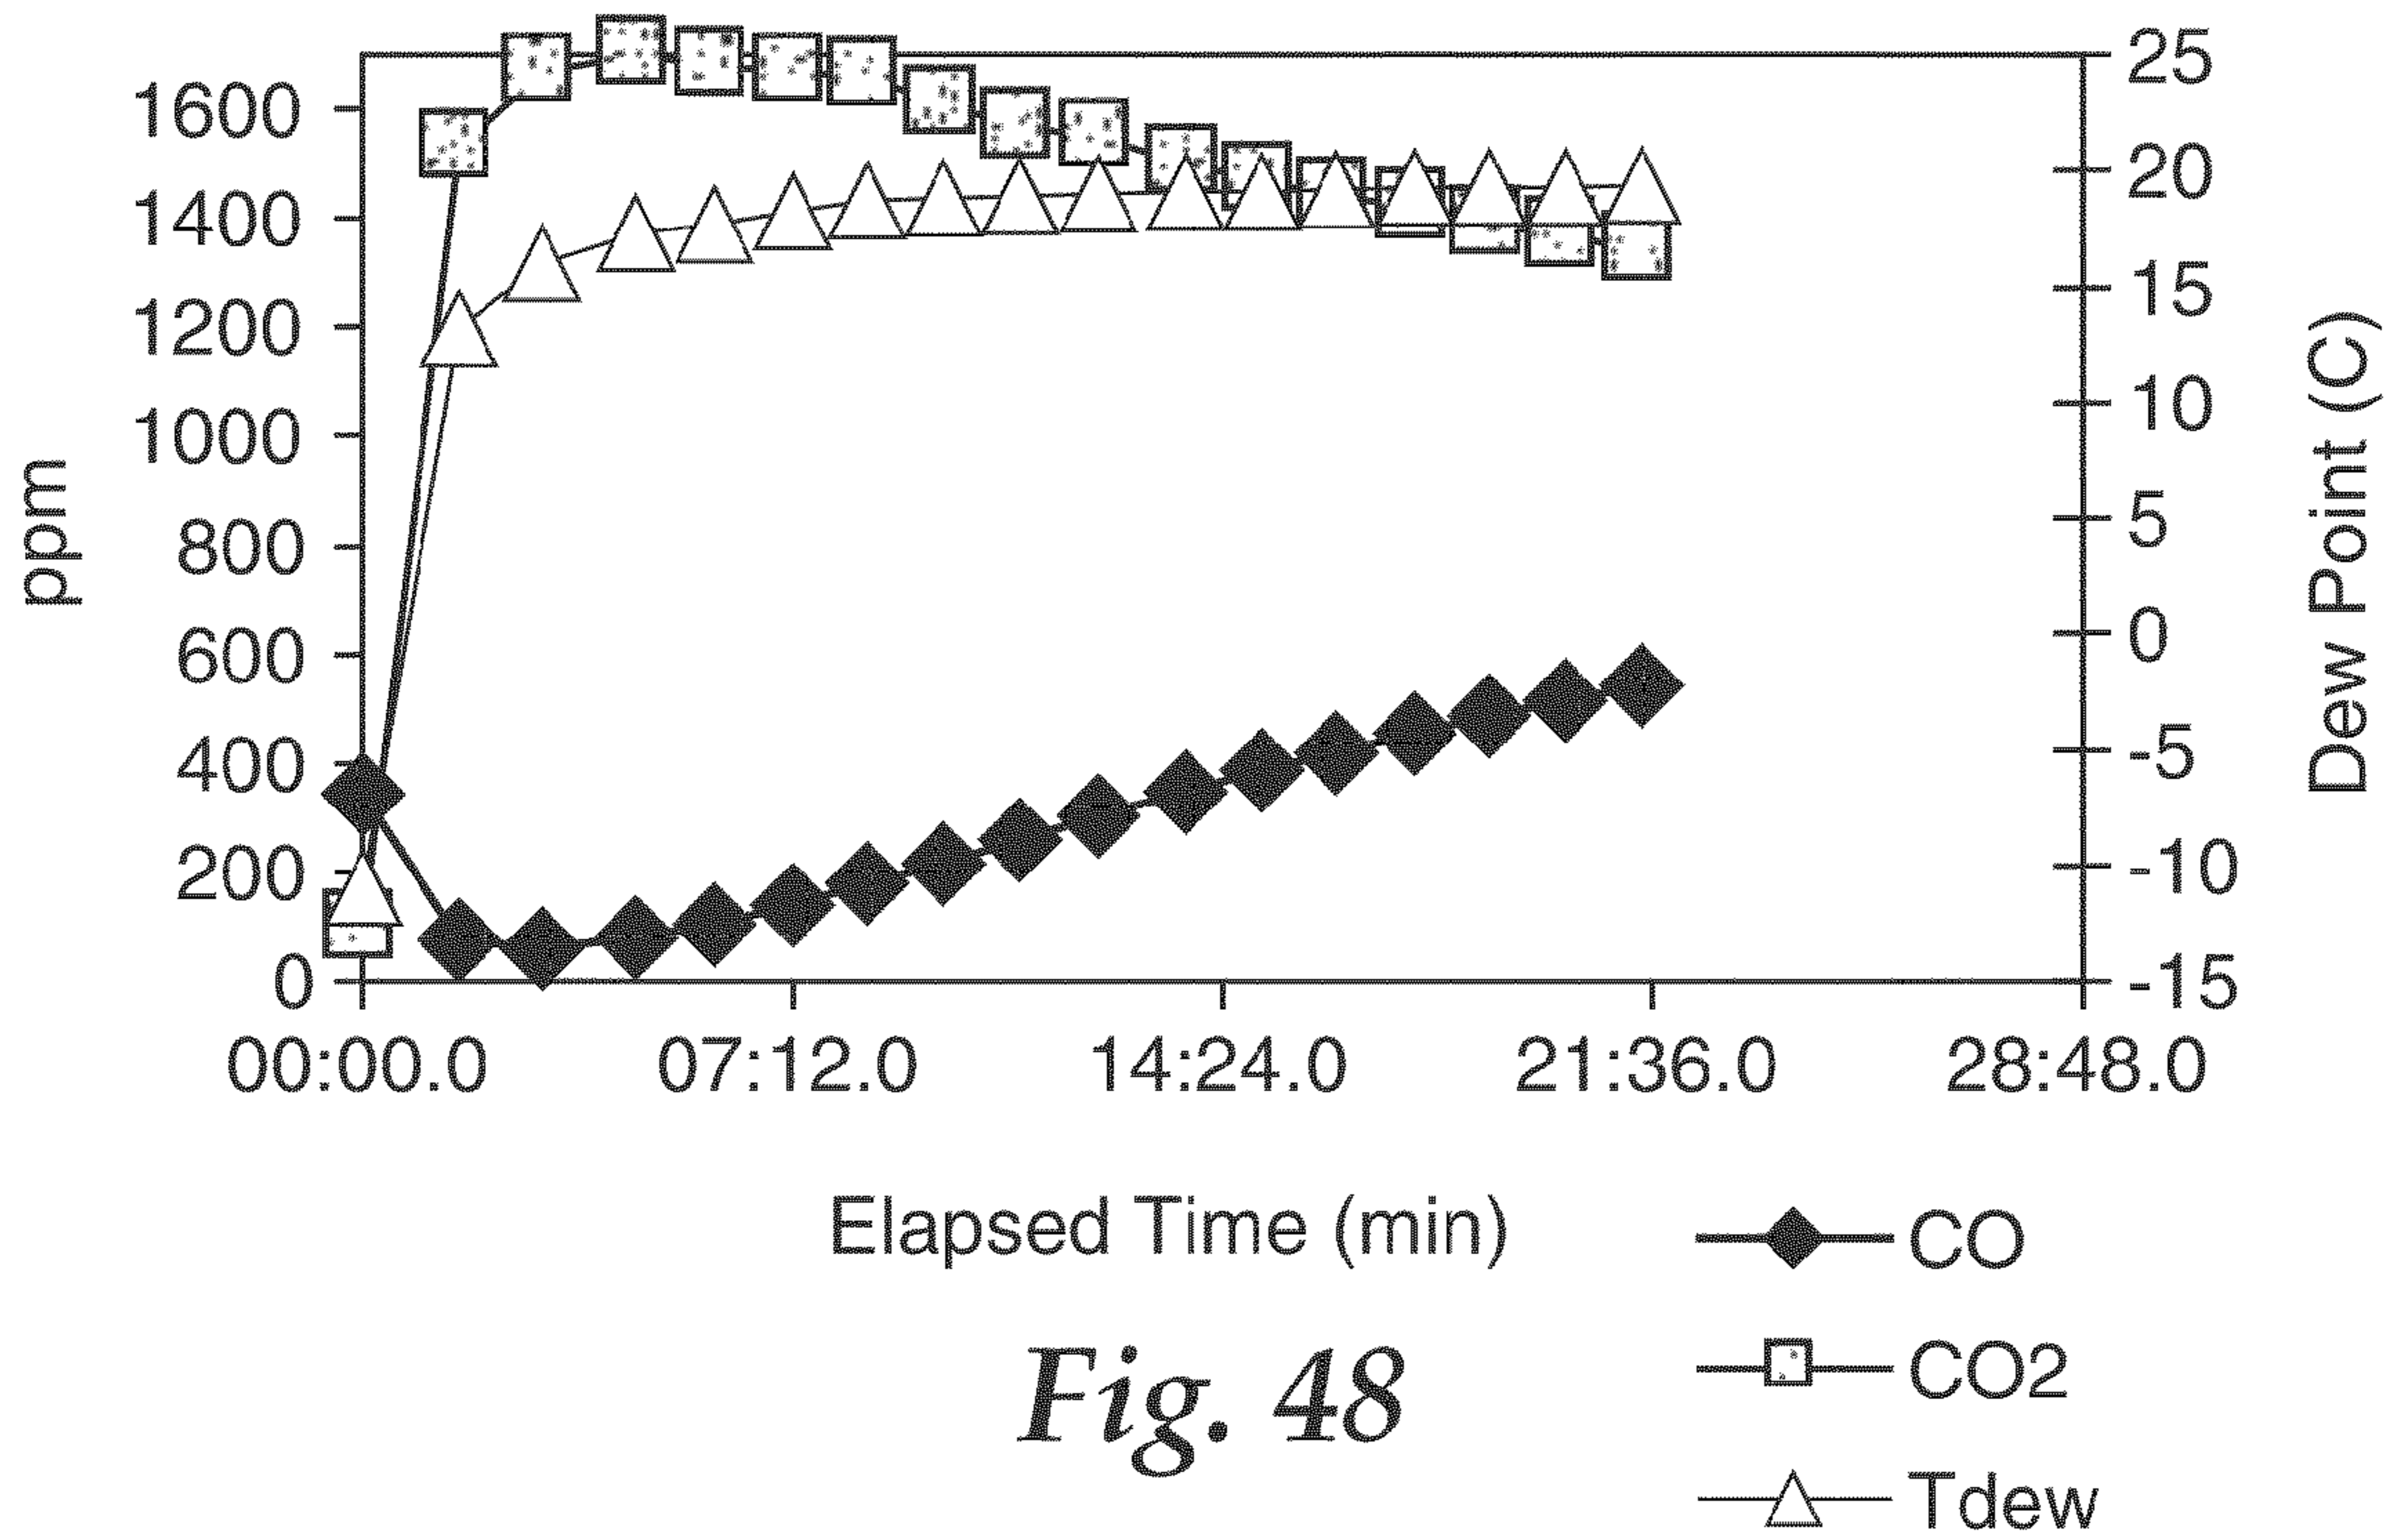 ppm
1600
1400
1200
1000
800
600
400
200
0
25
20
15
10
5
0
-5
-10
-15
Dew Point (C)
00:00.0 07:12.0 14:24.0 21:36.0 28:48.0
Elapsed Time (min)
CO
CO2
Tdew
Fig. 48